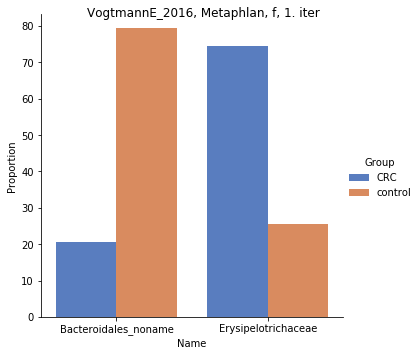 VogtmannE_2016, Metaphlan, f, 1. iter
80
70
60
50
40
30
20
10
0
Proportion
Bacteroidales_noname
Erysipelotrichaceae
Name
Group
CRC
control